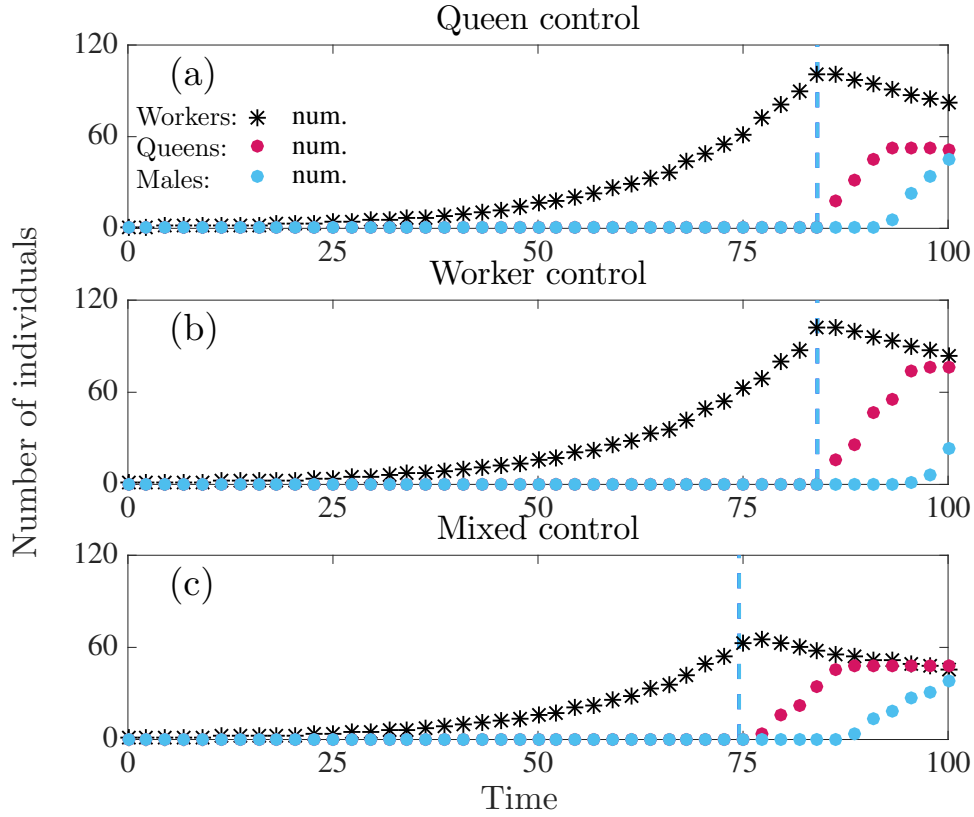 Queen control
120
(a)
Workers: num.
60
Queens: num.
Males: num.
0
0 25 50 75 100
Worker control
120
(b)
60
0
0 25 50 75 100
Mixed control
120
(c)
60
0
0 25 50 75 100
Time
Number of individuals